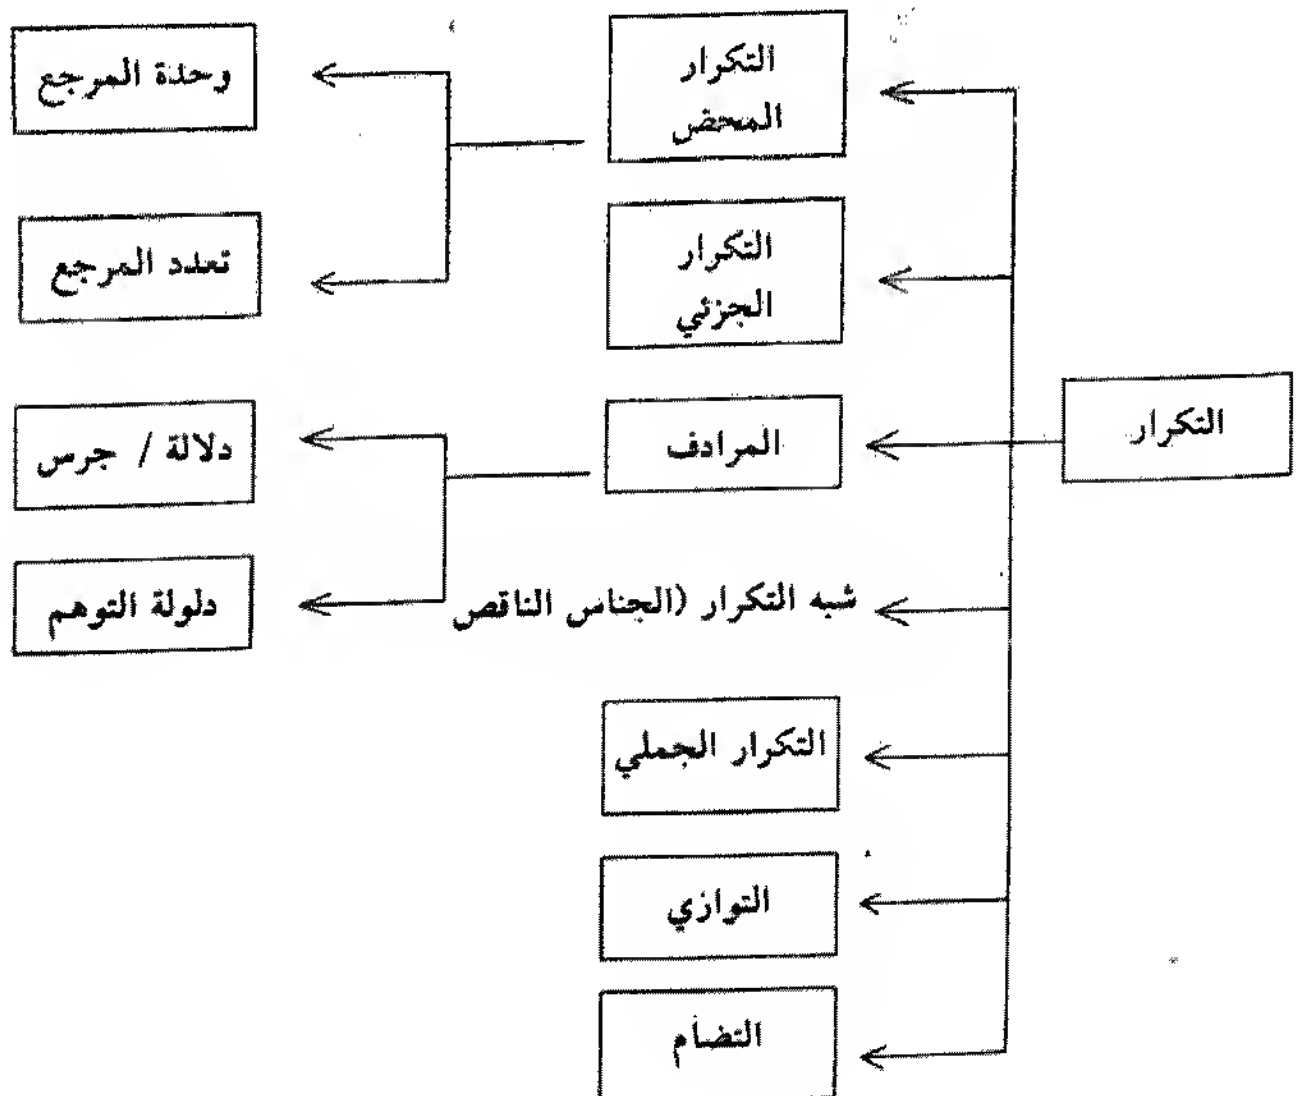 التكرار
التكرار
المحض
وحدة المرجع
تعدد المرجع
التكرار
الجزئي
المرادف
دلالة / جرس
دلولة التوهم
شبه التكرار (الجناس الناقص
التكرار الجملي
التوازي
التضام